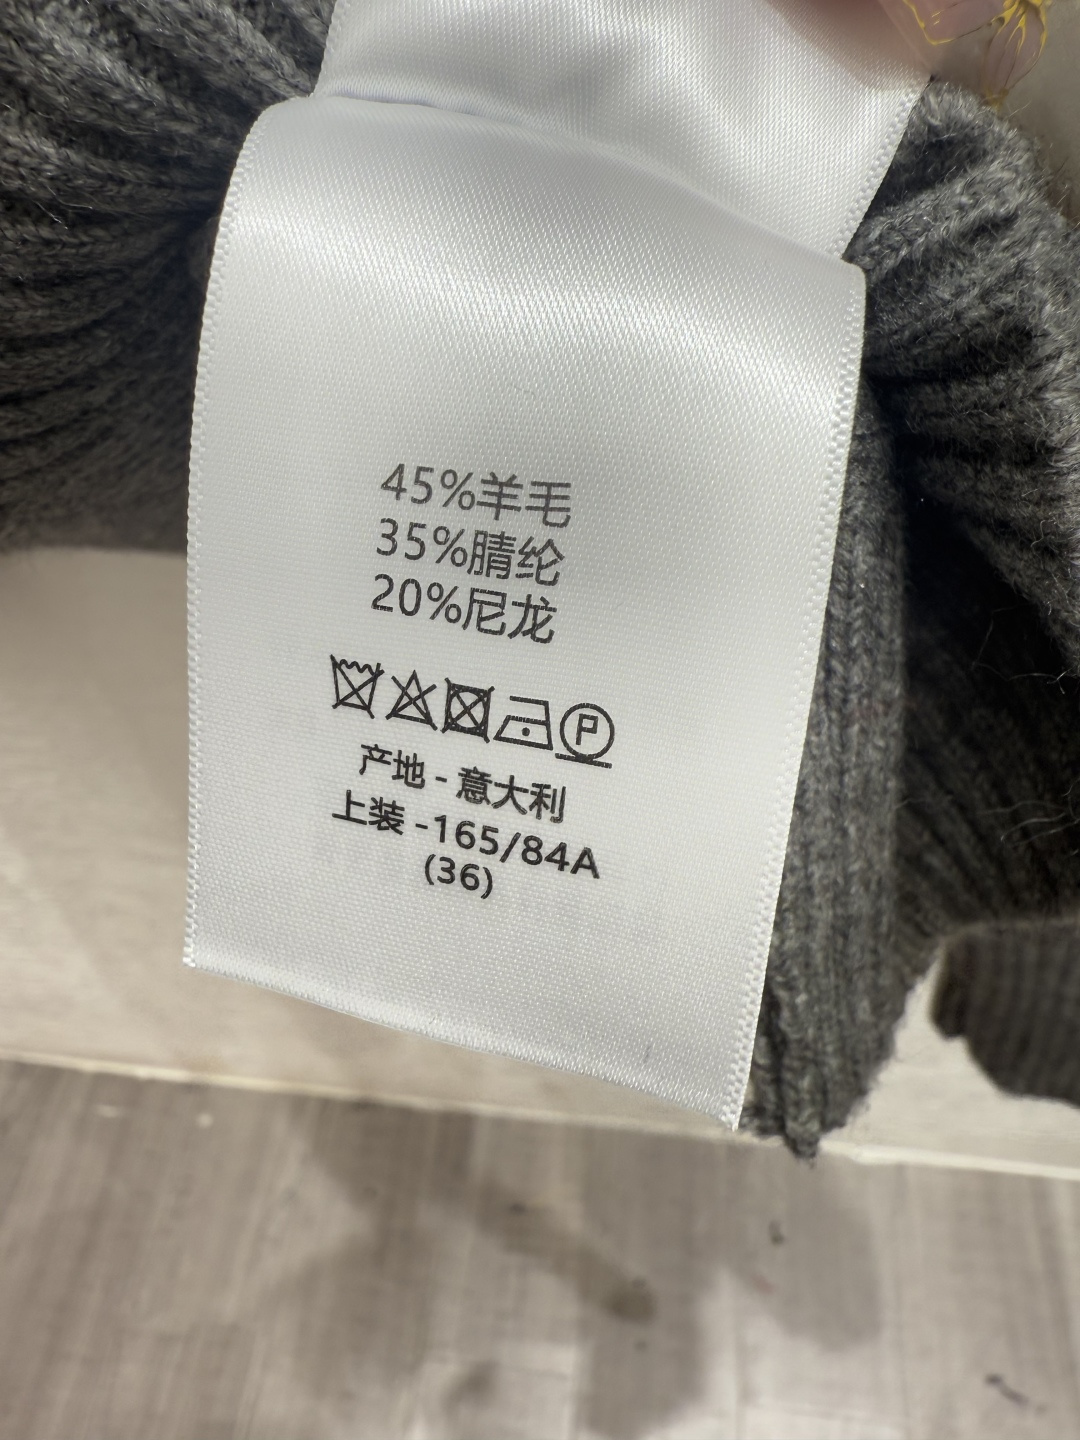 45%羊毛
35%腈纶
20%尼龙
P
产地 - 意大利
上装 -165/84A
(36)